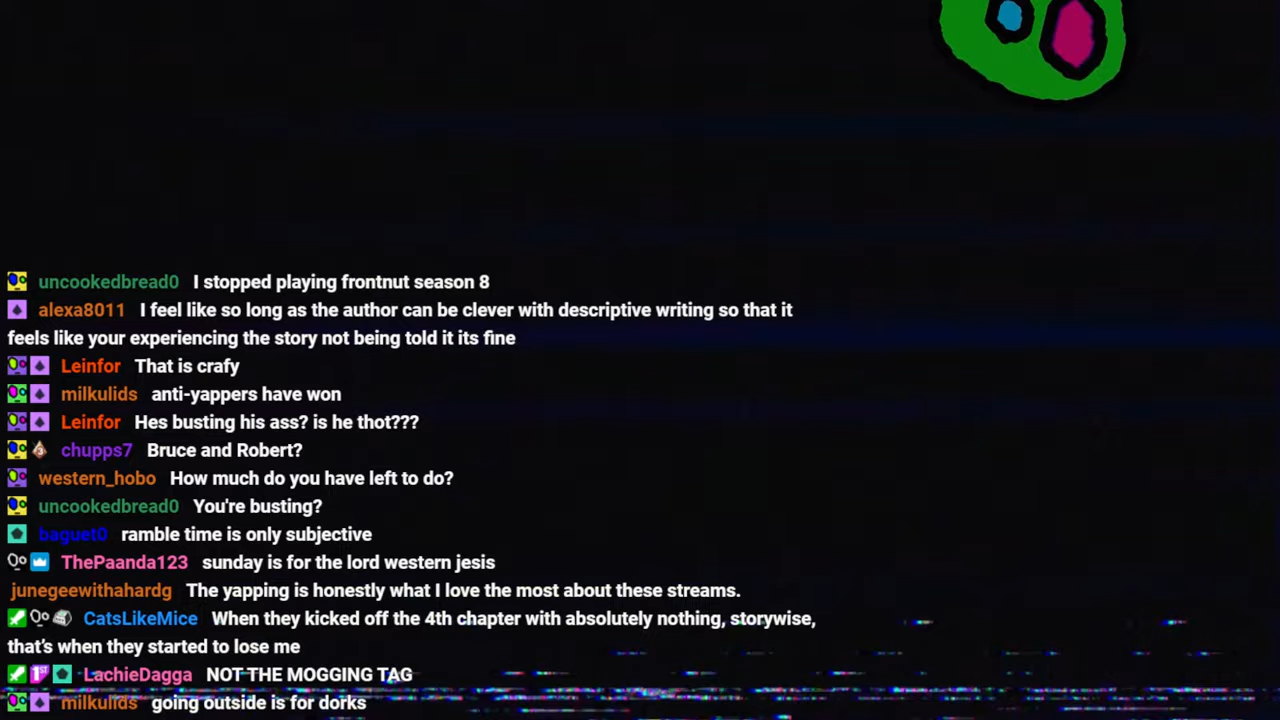 uncookedbread0 I stopped playing frontnut season 8
alexa8011 I feel like so long as the author can be clever with descriptive writing so that it
feels like your experiencing the story not being told it its fine
Leinfor That is crafy
milkulids anti-yappers have won
Leinfor Hes busting his ass? is he thot???
chupps7 Bruce and Robert?
western_hobo How much do you have left to do?
uncookedbread0 You're busting?
baguet0 ramble time is only subjective
ThePaanda123 sunday is for the lord western jesis
junegeewithahardg The yapping is honestly what I love the most about these streams.
CatsLikeMice When they kicked off the 4th chapter with absolutely nothing, storywise,
that's when they started to lose me
1ST LachieDagga NOT THE MOGGING TAG
milkulids going outside is for dorks